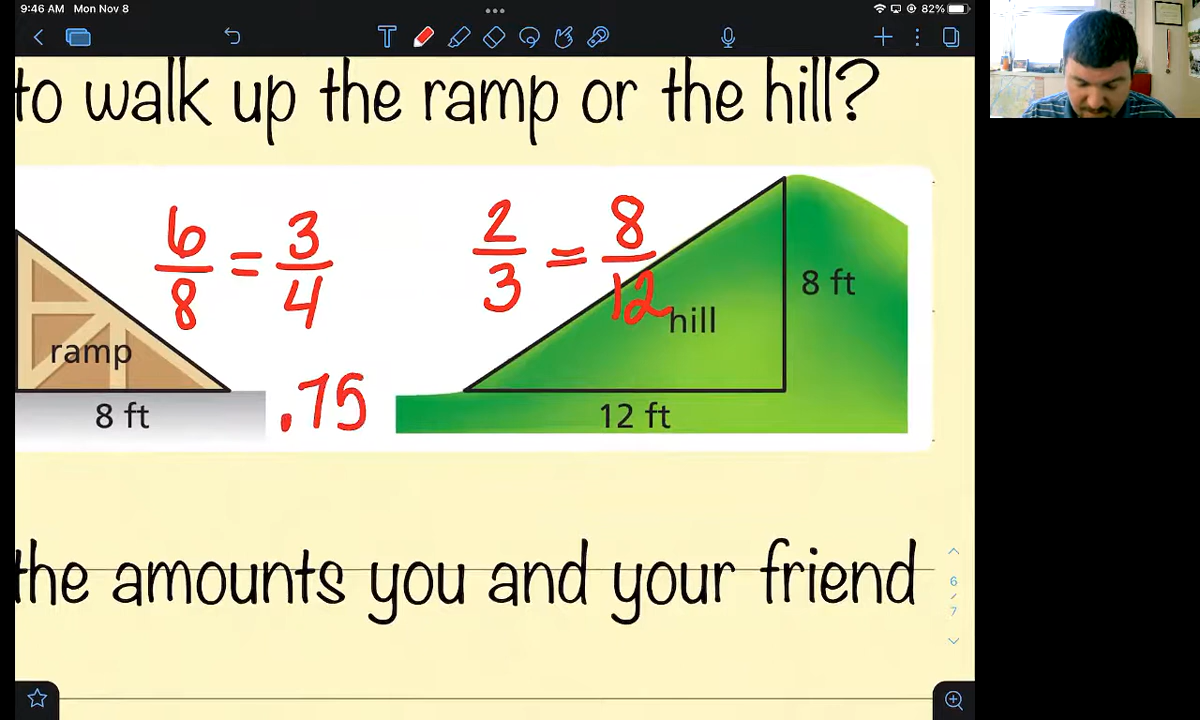 9:46 AM Mon Nov 8
82%
to walk up the ramp or the hill?
6/8 = 3/4
2/3 = 8/12
8 ft
hill
ramp
.75
8 ft
12 ft
the amounts you and your friend
6
/
7